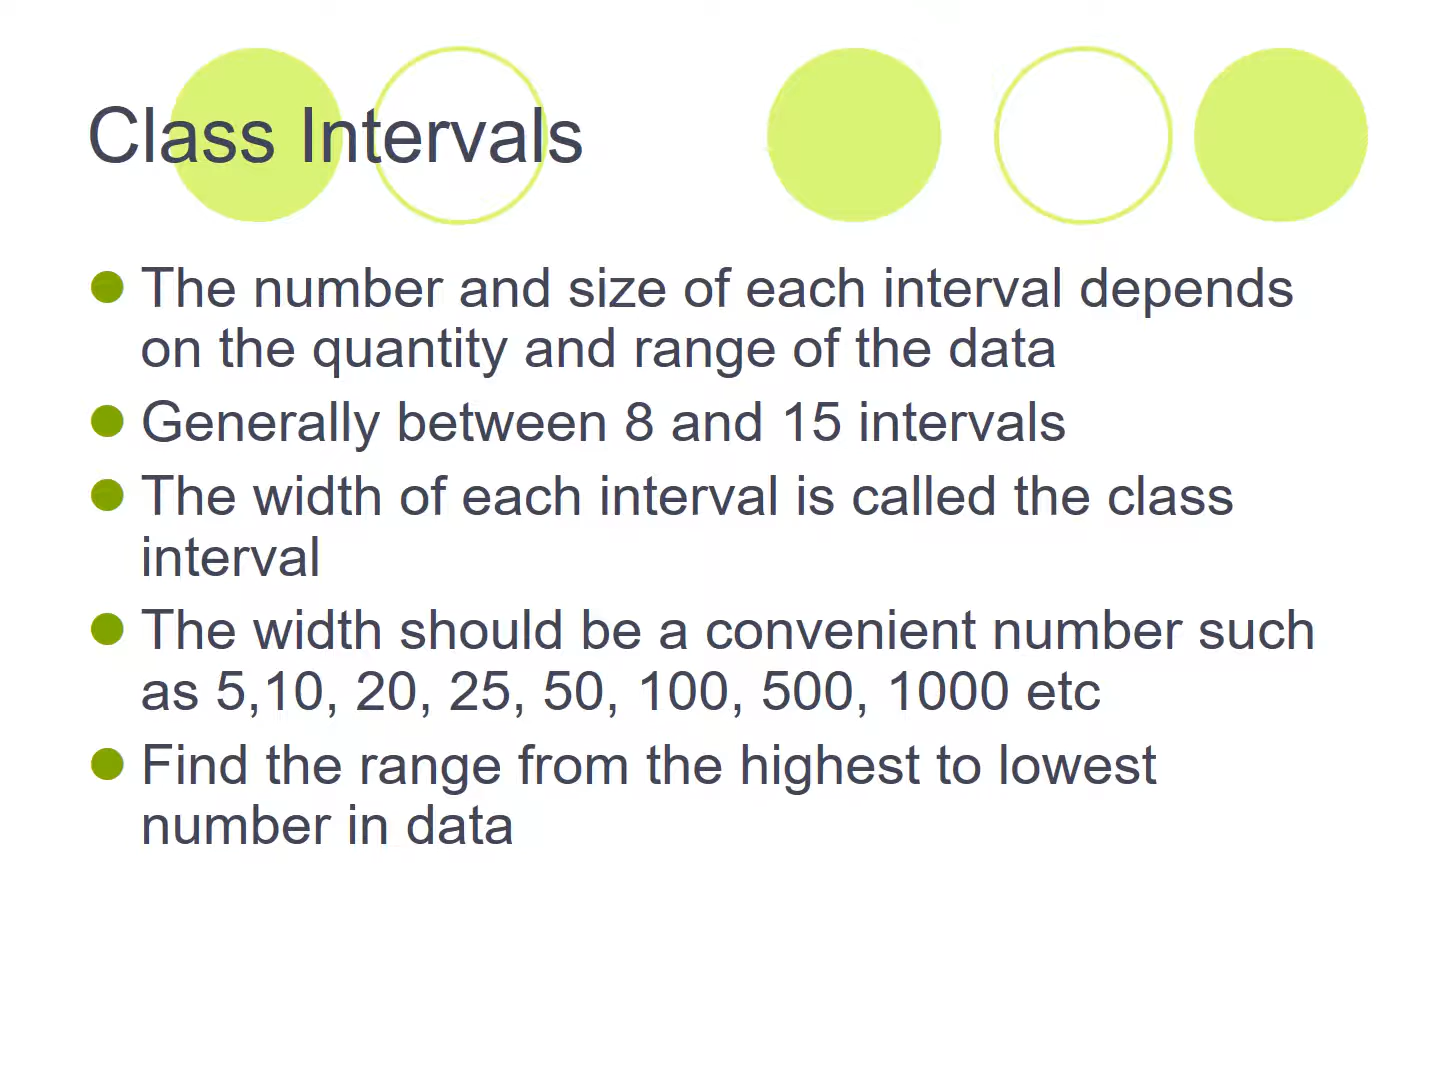 Class Intervals
The number and size of each interval depends
on the quantity and range of the data
Generally between 8 and 15 intervals
The width of each interval is called the class
interval
The width should be a convenient number such
as 5,10, 20, 25, 50, 100, 500, 1000 etc
Find the range from the highest to lowest
number in data